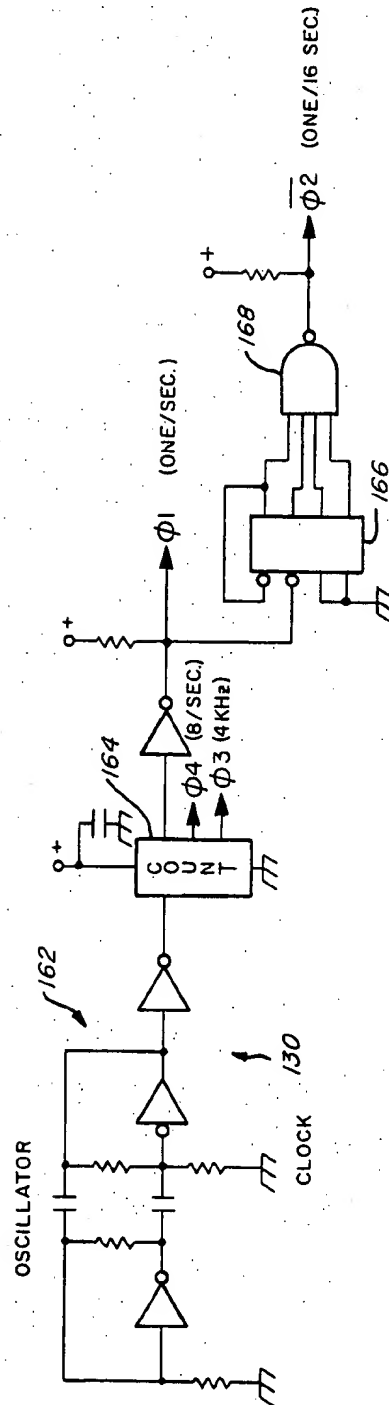 OSCILLATOR
162
CLOCK
130
+
164
COUNT
ϕ4 (8/SEC.)
ϕ3 (4KHz)
+
ϕ1 (ONE/SEC.)
166
168
+
ϕ2̅ (ONE/16 SEC.)